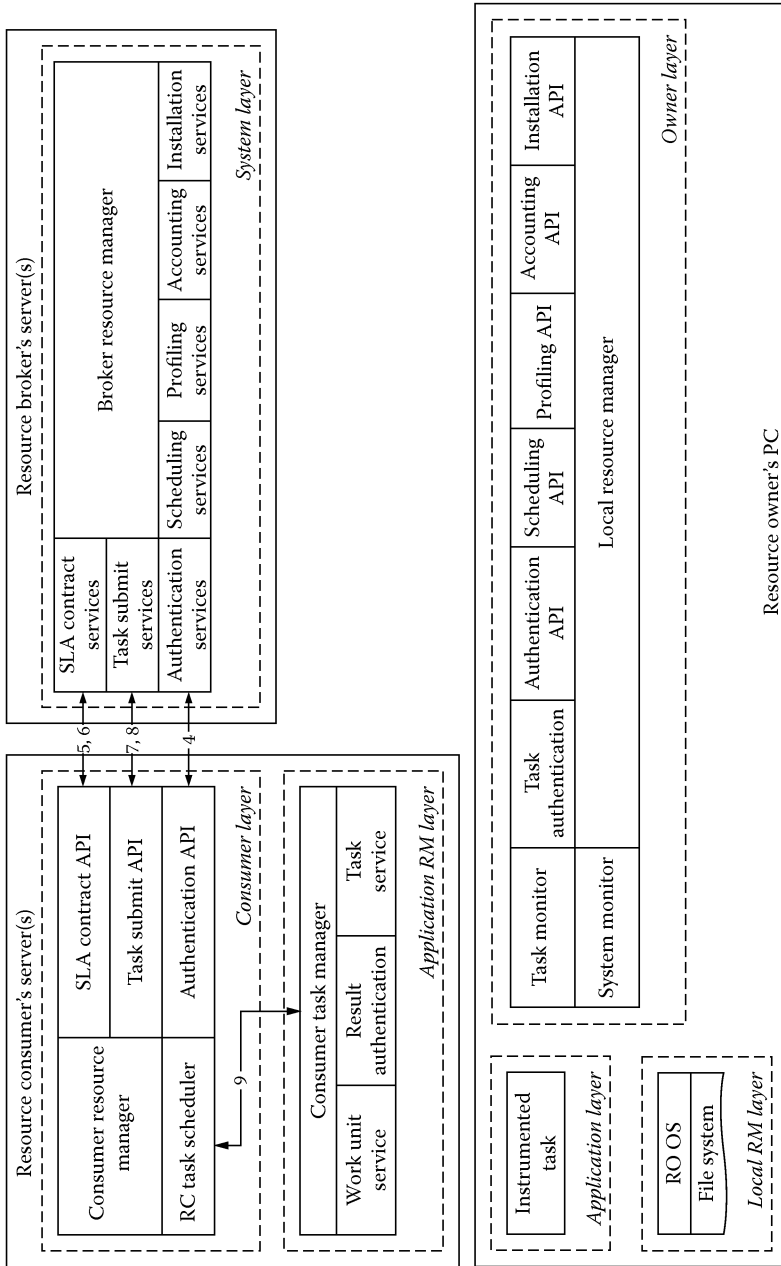 Resource consumer's server(s)
Consumer resource
manager
SLA contract API
Task submit API
RC task scheduler
Authentication API
Consumer layer
9
Consumer task manager
Work unit
service
Result
authentication
Task
service
Application RM layer
5, 6
7, 8
4
Resource broker's server(s)
SLA contract
services
Task submit
services
Broker resource manager
Authentication
services
Scheduling
services
Profiling
services
Accounting
services
Installation
services
System layer
Instrumented
task
Application layer
RO OS
File system
Local RM layer
Task monitor
Task
authentication
Authentication
API
Scheduling
API
Profiling API
Accounting
API
Installation
API
System monitor
Local resource manager
Owner layer
Resource owner's PC